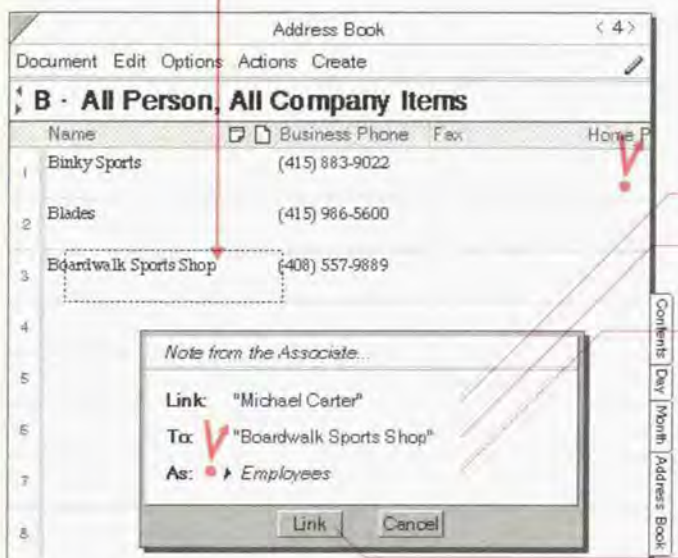 Address Book < 4 >
Document Edit Options Actions Create
B · All Person, All Company Items
Name Business Phone Fax Home P
1 Binky Sports (415) 883-9022
2 Blades (415) 986-5600
3 Boardwalk Sports Shop (408) 557-9889
4
5
6
7
8
Note from the Associate...
Link: "Michael Carter"
To: "Boardwalk Sports Shop"
As: Employees
Link Cancel
Contents
Day
Month
Address Book